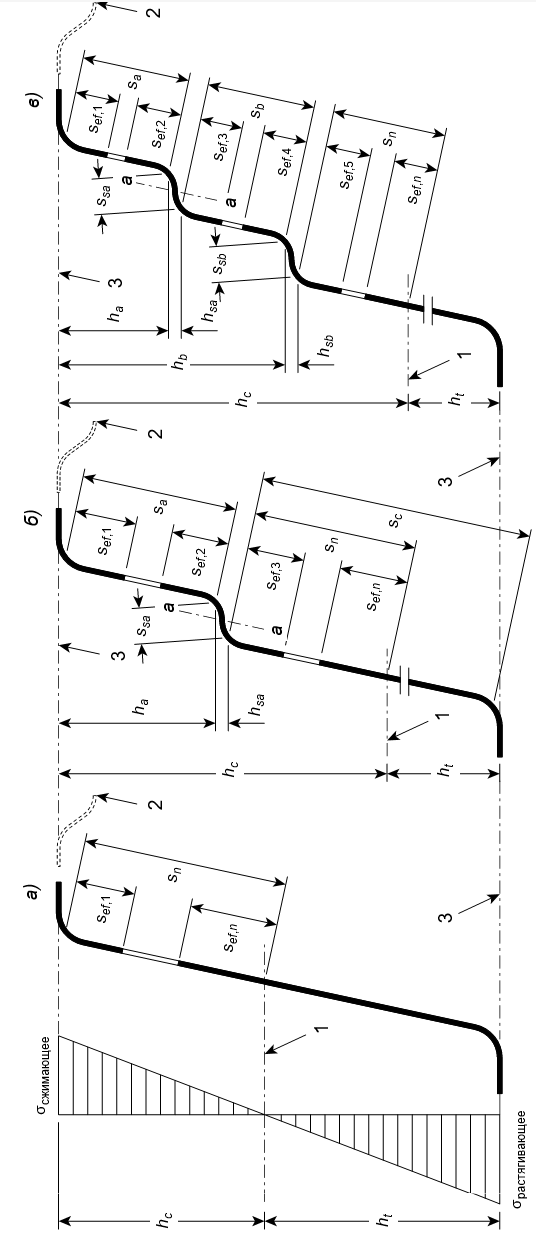 а)
σсжимающее
σрастягивающее
hc
ht
sef,1
sef,n
sn
1
2
3
б)
sef,1
sef,2
sa
ssa
a
a
sef,3
sef,n
sn
sc
ha
hsa
hc
ht
1
2
3
3
в)
sef,1
sef,2
sa
ssa
a
a
sef,3
sef,4
sb
ssb
sef,5
sef,n
sn
ha
hsa
hb
hsb
hc
ht
1
2
3